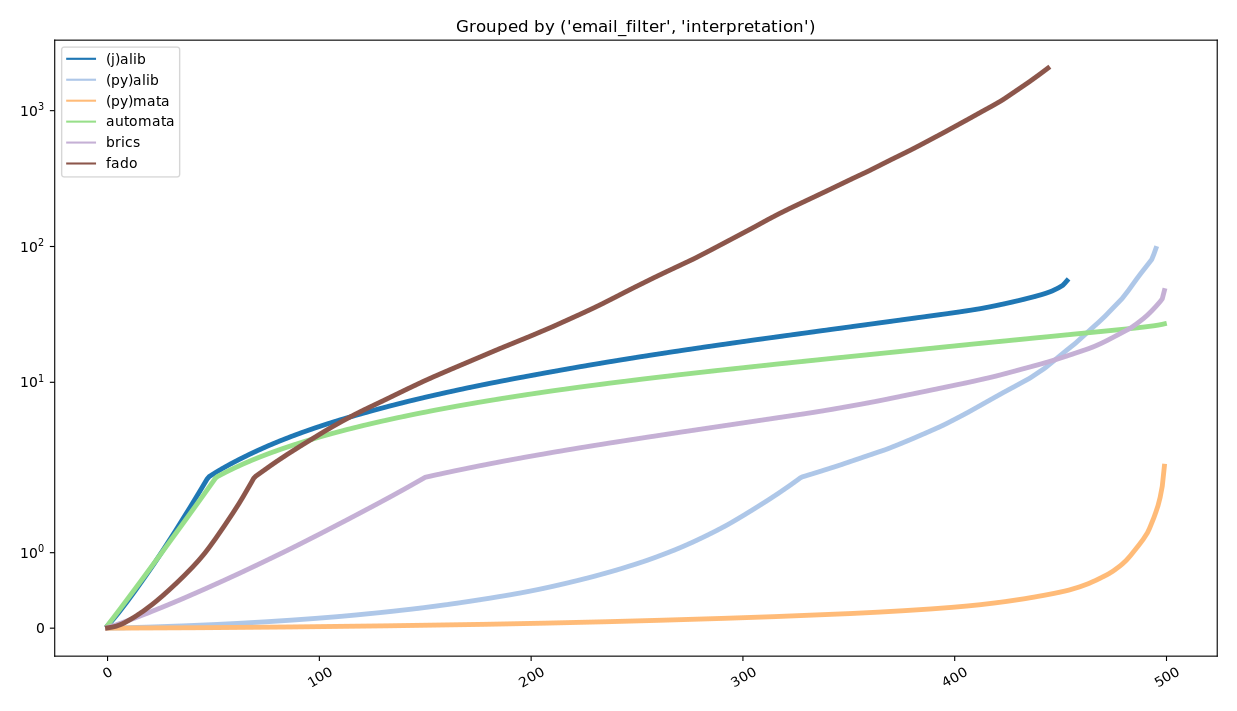 Grouped by ('email_filter', 'interpretation')
(j)alib
(py)alib
(py)mata
automata
brics
fado
10³
10²
10¹
10⁰
0
0
100
200
300
400
500